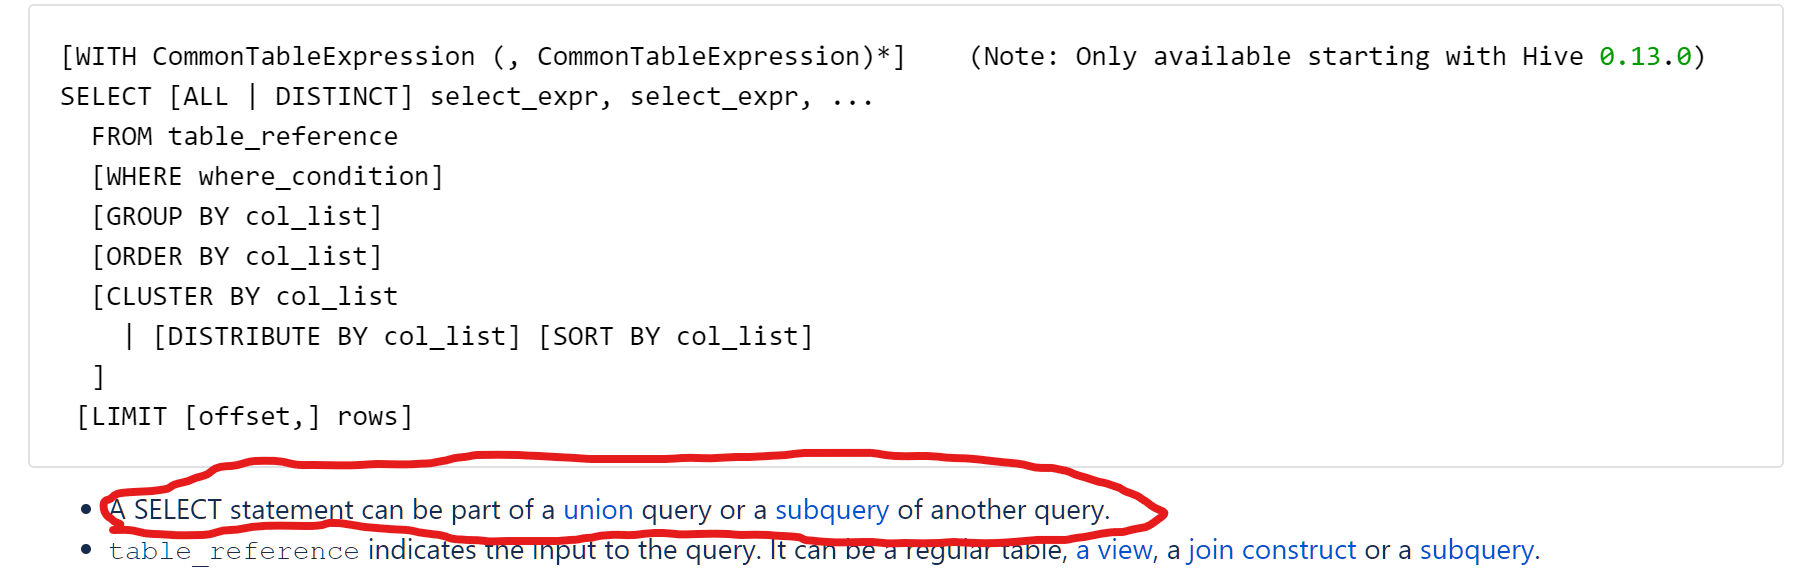 [WITH CommonTableExpression (, CommonTableExpression)*]    (Note: Only available starting with Hive 0.13.0)
SELECT [ALL | DISTINCT] select_expr, select_expr, ...
  FROM table_reference
  [WHERE where_condition]
  [GROUP BY col_list]
  [ORDER BY col_list]
  [CLUSTER BY col_list
    | [DISTRIBUTE BY col_list] [SORT BY col_list]
  ]
 [LIMIT [offset,] rows]
• A SELECT statement can be part of a union query or a subquery of another query.
• table_reference indicates the input to the query. It can be a regular table, a view, a join construct or a subquery.